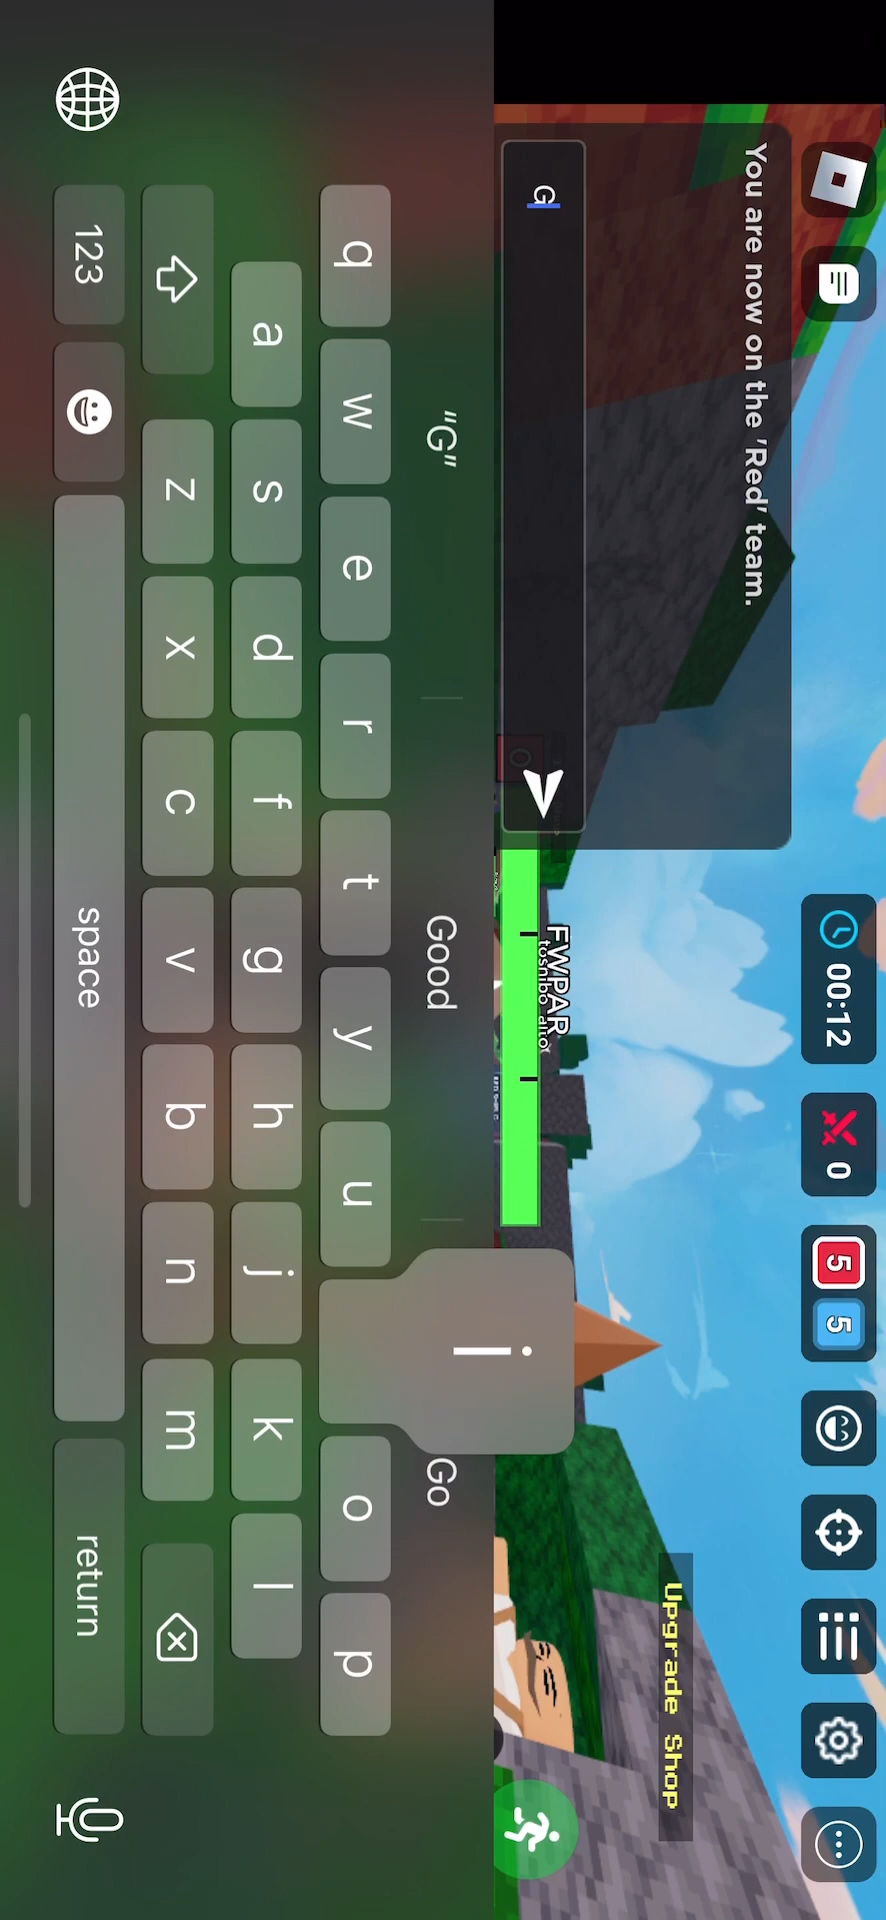 00:12
0
5
5
You are now on the 'Red' team.
G
FWPAR
Upgrade Shop
"G"
Good
Go
q w e r t y u i o p
a s d f g h j k l
z x c v b n m
123
space
return